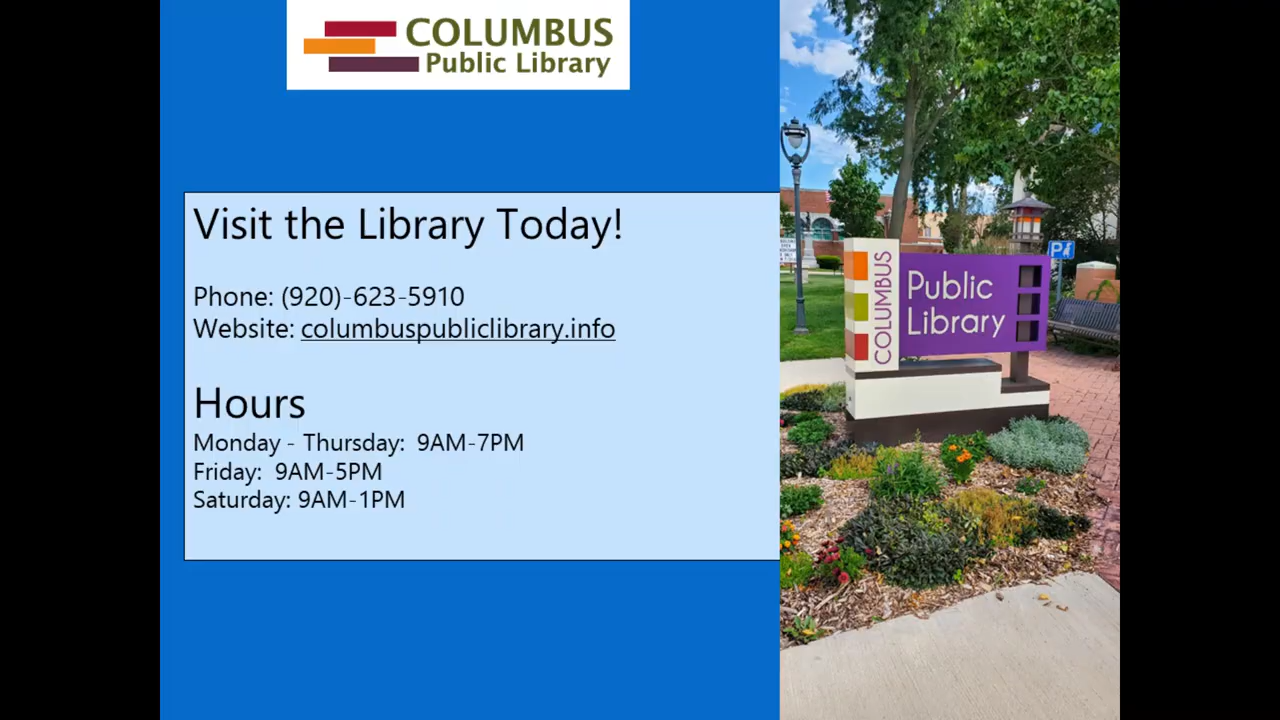 COLUMBUS
Public Library
Visit the Library Today!
Phone: (920)-623-5910
Website: columbuspubliclibrary.info
Hours
Monday - Thursday:  9AM-7PM
Friday:  9AM-5PM
Saturday: 9AM-1PM
COLUMBUS
Public
Library
P